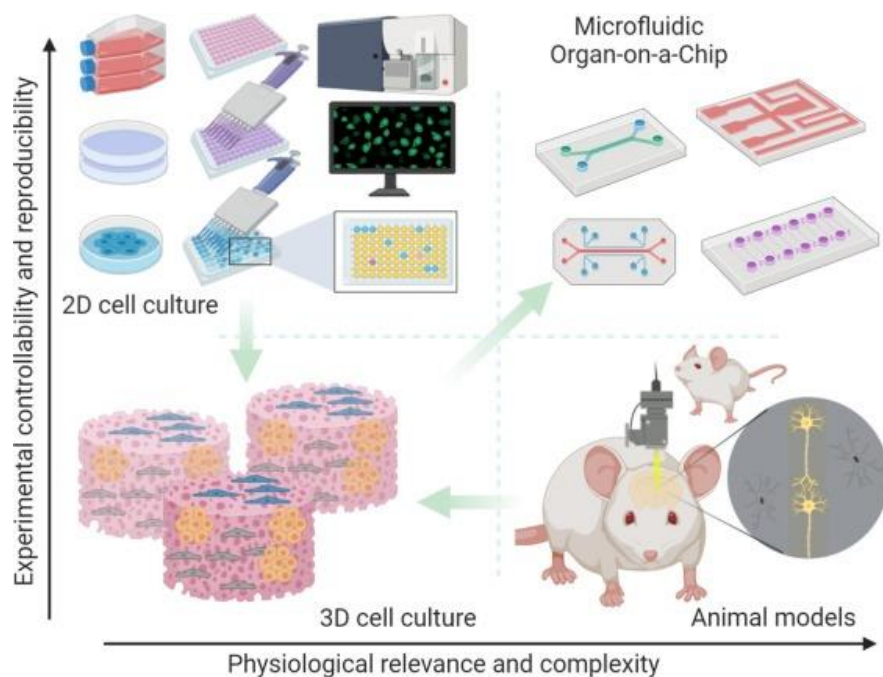 Experimental controllability and reproducibility
Microfluidic
Organ-on-a-Chip
2D cell culture
3D cell culture
Animal models
Physiological relevance and complexity